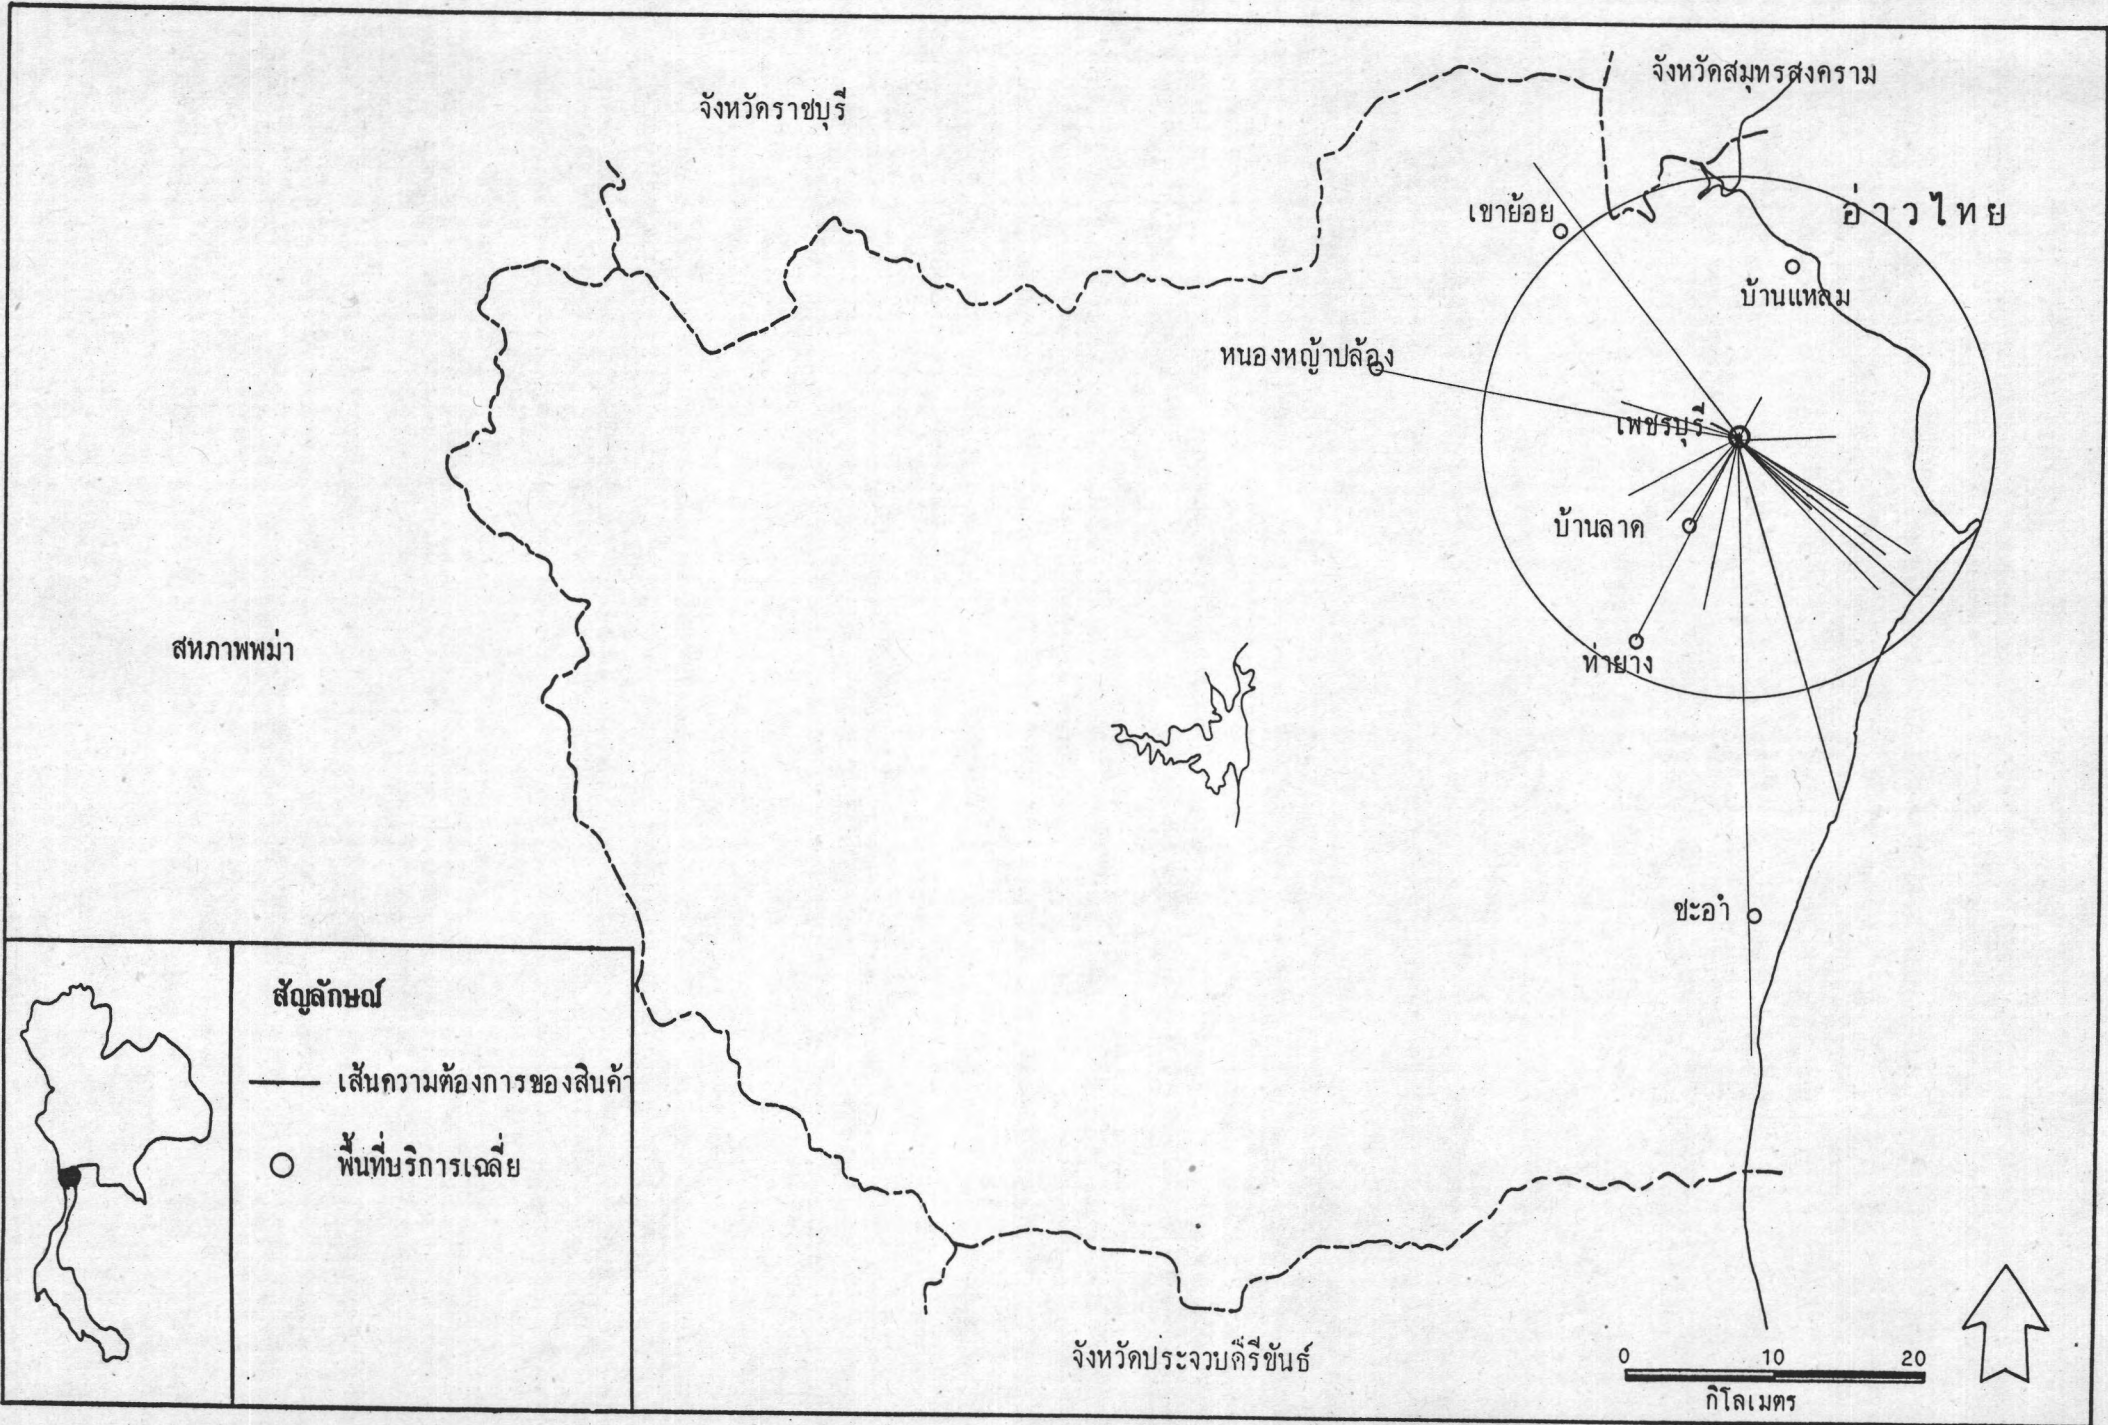 จังหวัดสมุทรสงคราม
จังหวัดราชบุรี
เขาย้อย
อ่าวไทย
บ้านแหลม
หนองหญ้าปล้อง
เพชรบุรี
บ้านลาด
สหภาพพม่า
ท่ายาง
ชะอำ
สัญลักษณ์
เส้นความต้องการของสินค้า
พื้นที่บริการเฉลี่ย
จังหวัดประจวบคีรีขันธ์
0 10 20
กิโลเมตร